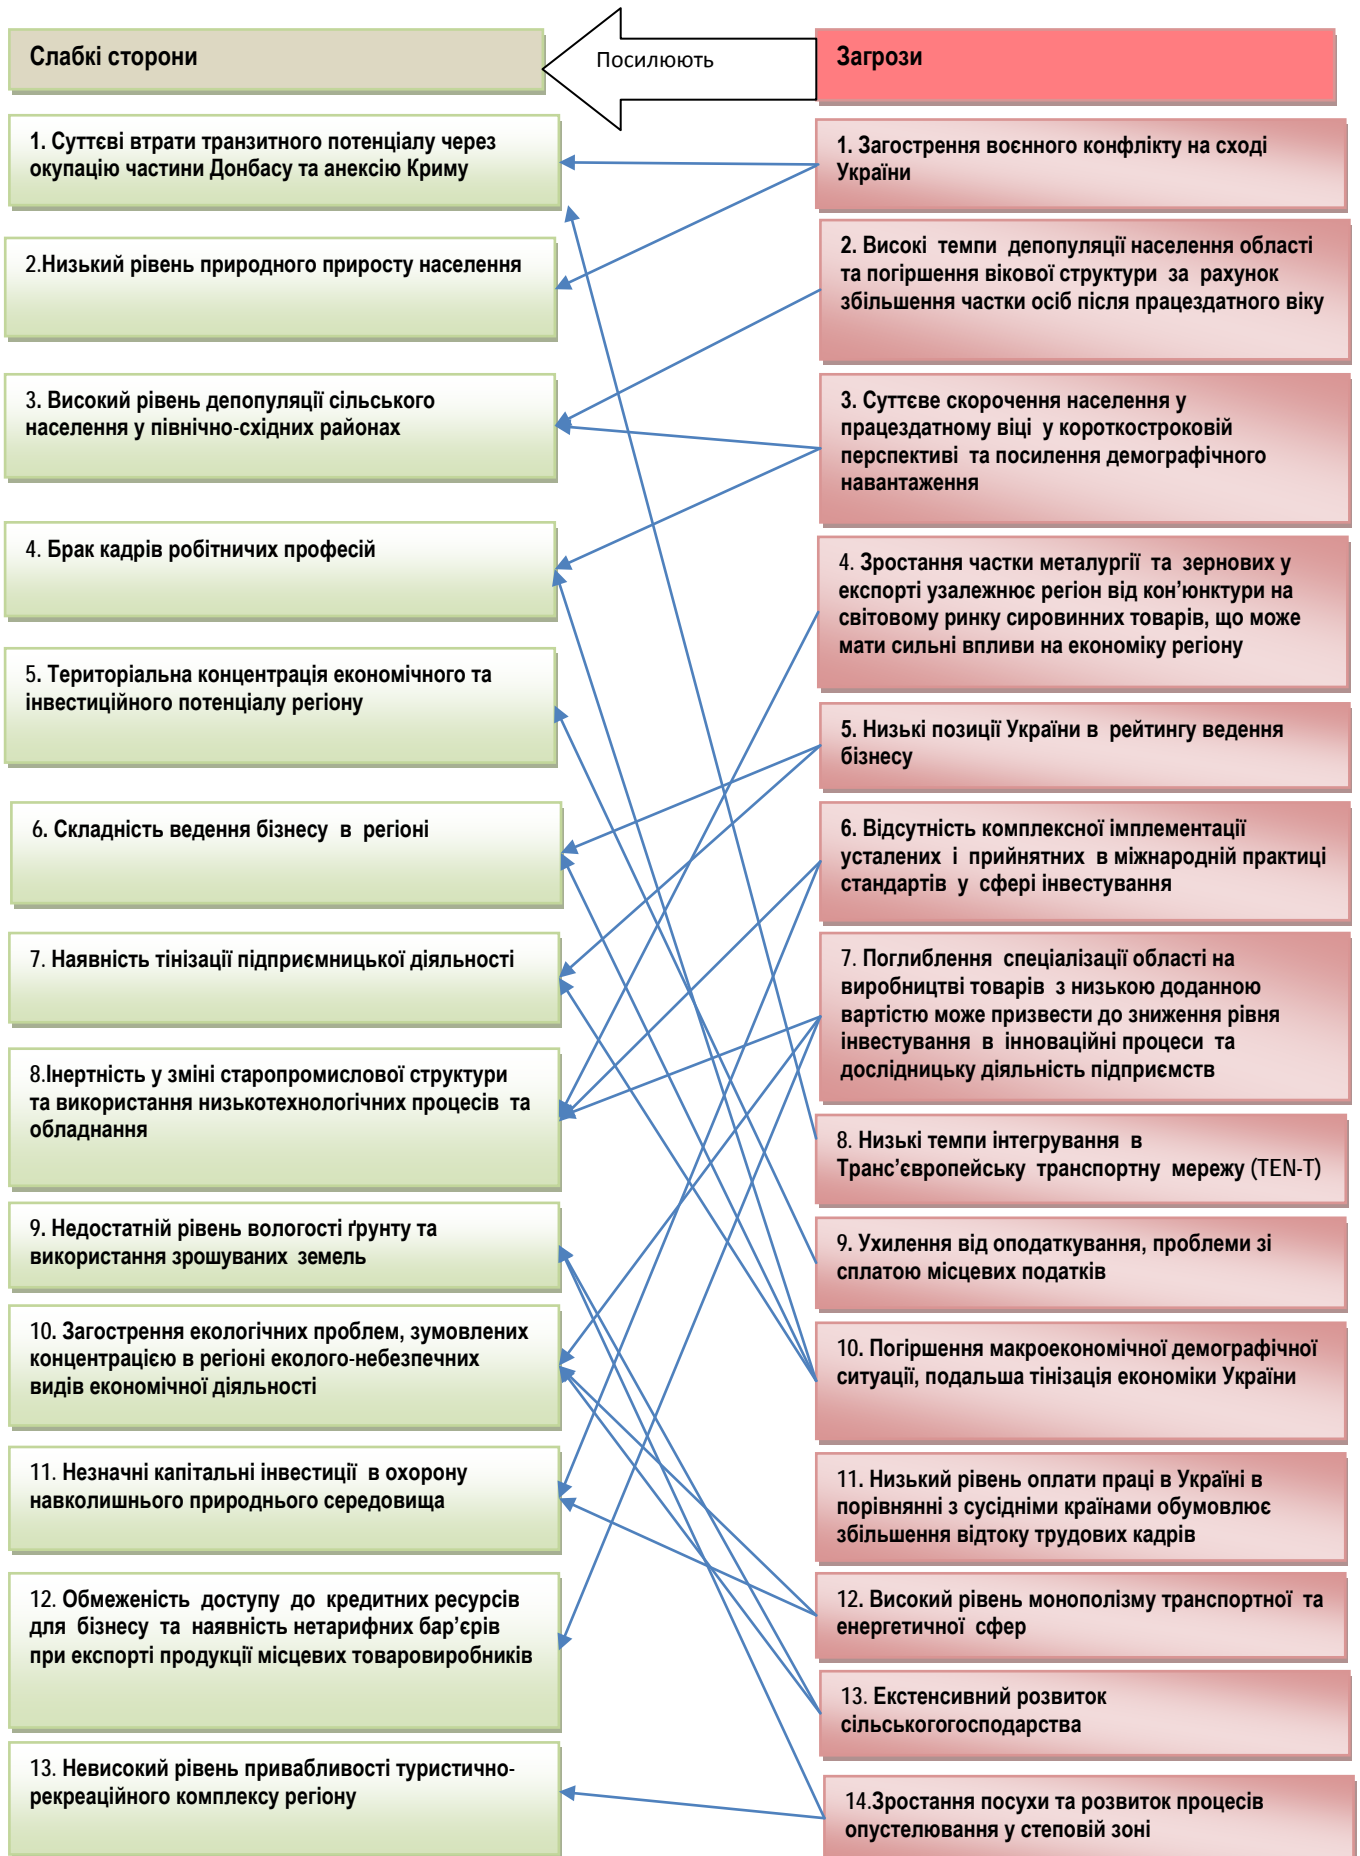 Слабкі сторони
Посилюють
Загрози
1. Суттєві втрати транзитного потенціалу через
окупацію частини Донбасу та анексію Криму
2.Низький рівень природного приросту населення
3. Високий рівень депопуляції сільського
населення у північно-східних районах
4. Брак кадрів робітничих професій
5. Територіальна концентрація економічного та
інвестиційного потенціалу регіону
6. Складність ведення бізнесу в регіоні
7. Наявність тінізації підприємницької діяльності
8.Інертність у зміні старопромислової структури
та використання низькотехнологічних процесів та
обладнання
9. Недостатній рівень вологості ґрунту та
використання зрошуваних земель
10. Загострення екологічних проблем, зумовлених
концентрацією в регіоні еколого-небезпечних
видів економічної діяльності
11. Незначні капітальні інвестиції в охорону
навколишнього природнього середовища
12. Обмеженість доступу до кредитних ресурсів
для бізнесу та наявність нетарифних бар’єрів
при експорті продукції місцевих товаровиробників
13. Невисокий рівень привабливості туристично-
рекреаційного комплексу регіону
1. Загострення воєнного конфлікту на сході
України
2. Високі темпи депопуляції населення області
та погіршення вікової структури за рахунок
збільшення частки осіб після працездатного віку
3. Суттєве скорочення населення у
працездатному віці у короткостроковій
перспективі та посилення демографічного
навантаження
4. Зростання частки металургії та зернових у
експорті узалежнює регіон від кон’юнктури на
світовому ринку сировинних товарів, що може
мати сильні впливи на економіку регіону
5. Низькі позиції України в рейтингу ведення
бізнесу
6. Відсутність комплексної імплементації
усталених і прийнятних в міжнародній практиці
стандартів у сфері інвестування
7. Поглиблення спеціалізації області на
виробництві товарів з низькою доданною
вартістю може призвести до зниження рівня
інвестування в інноваційні процеси та
дослідницьку діяльність підприємств
8. Низькі темпи інтегрування в
Транс’європейську транспортну мережу (TEN-T)
9. Ухилення від оподаткування, проблеми зі
сплатою місцевих податків
10. Погіршення макроекономічної демографічної
ситуації, подальша тінізація економіки України
11. Низький рівень оплати праці в Україні в
порівнянні з сусідніми країнами обумовлює
збільшення відтоку трудових кадрів
12. Високий рівень монополізму транспортної та
енергетичної сфер
13. Екстенсивний розвиток
сільськогогосподарства
14.Зростання посухи та розвиток процесів
опустелювання у степовій зоні